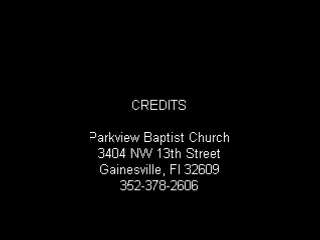 CREDITS
Parkview Baptist Church
3404 NW 13th Street
Gainesville, Fl 32609
352-378-2606